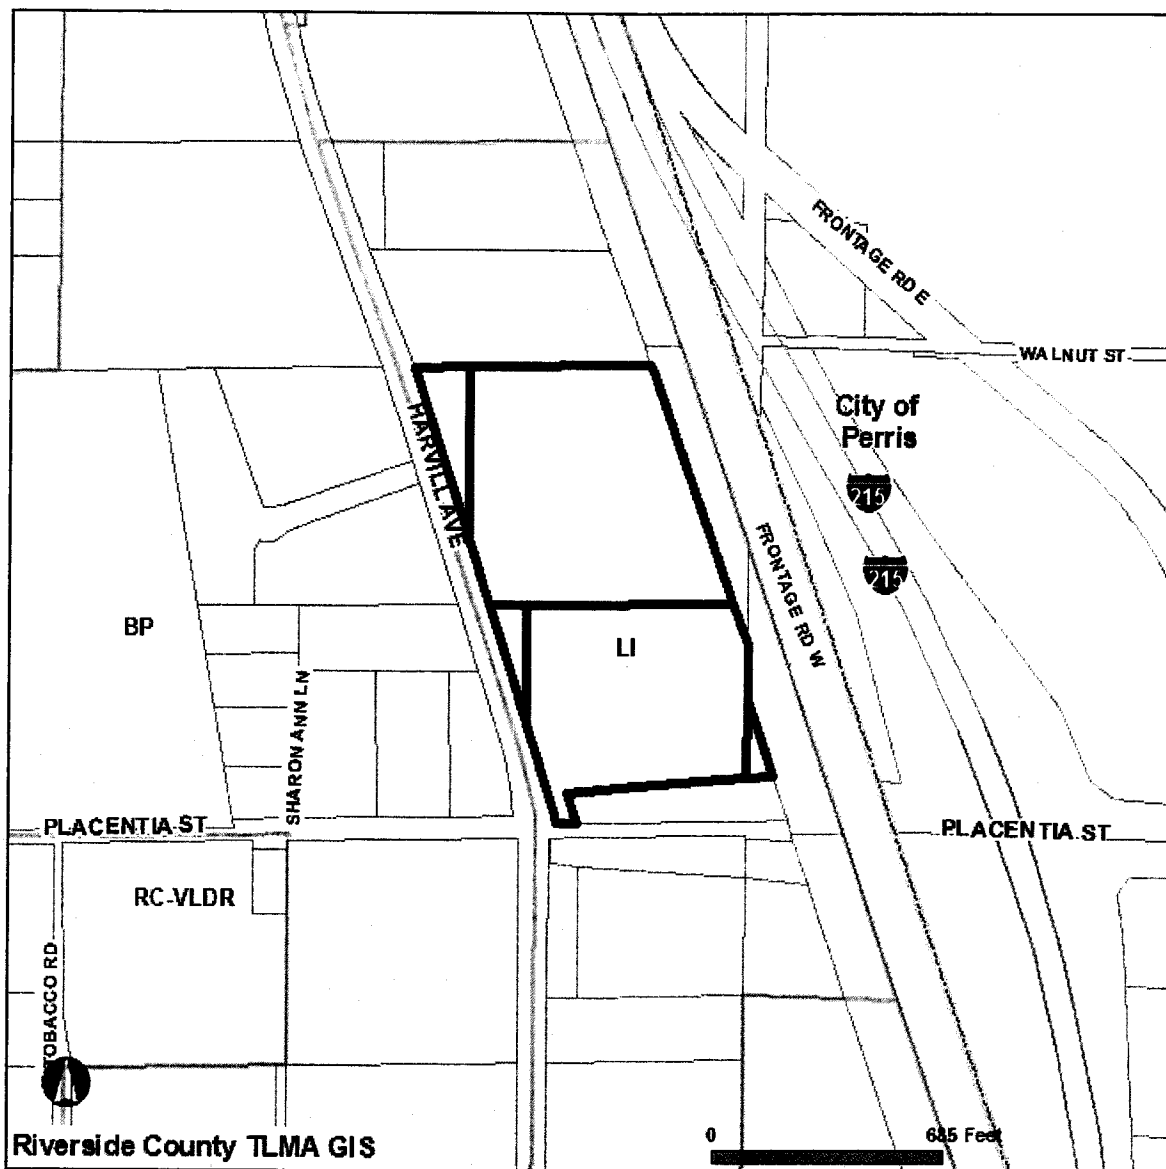 FRONTAGE RD E
WALNUT ST
City of
Perris
215
HARVILL AVE
215
FRONTAGE RD W
BP
LI
SHARON ANN LN
PLACENTIA ST
PLACENTIA ST
RC-VLDR
TOBACCO RD
Riverside County TLMA GIS
0
685 Feet